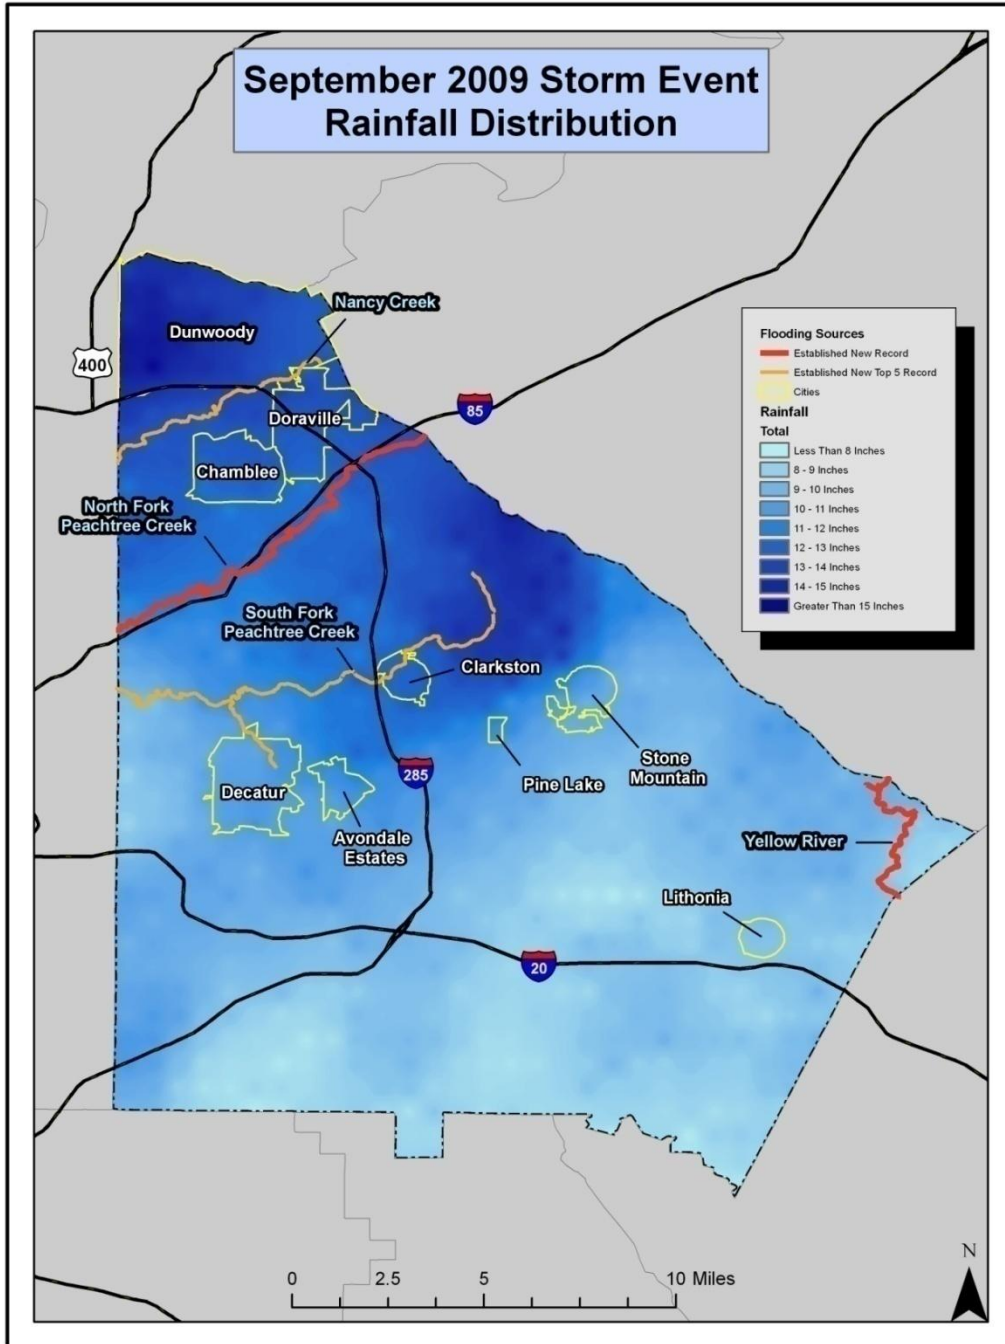 September 2009 Storm Event
Rainfall Distribution
Nancy Creek
Dunwoody
400
85
Doraville
Chamblee
North Fork
Peachtree Creek
South Fork
Peachtree Creek
Clarkston
Stone
Mountain
Pine Lake
285
Decatur
Avondale
Estates
Yellow River
Lithonia
20
Flooding Sources
Established New Record
Established New Top 5 Record
Cities
Rainfall
Total
Less Than 8 Inches
8 - 9 Inches
9 - 10 Inches
10 - 11 Inches
11 - 12 Inches
12 - 13 Inches
13 - 14 Inches
14 - 15 Inches
Greater Than 15 Inches
N
0 2.5 5 10 Miles